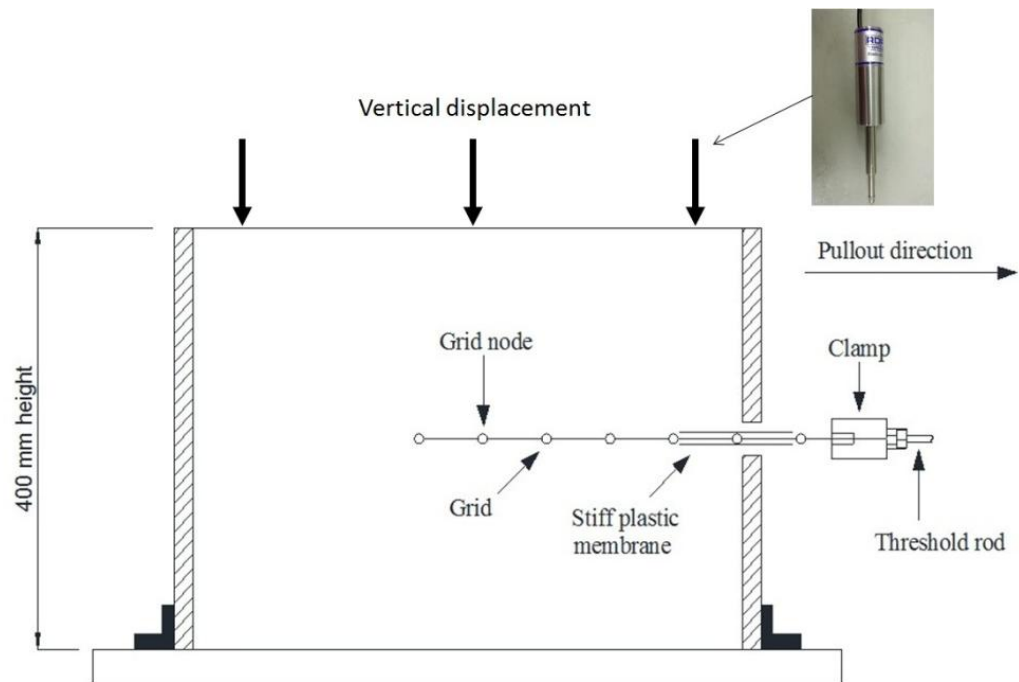 Vertical displacement
Pullout direction
Grid node
Clamp
400 mm height
Grid
Stiff plastic
membrane
Threshold rod